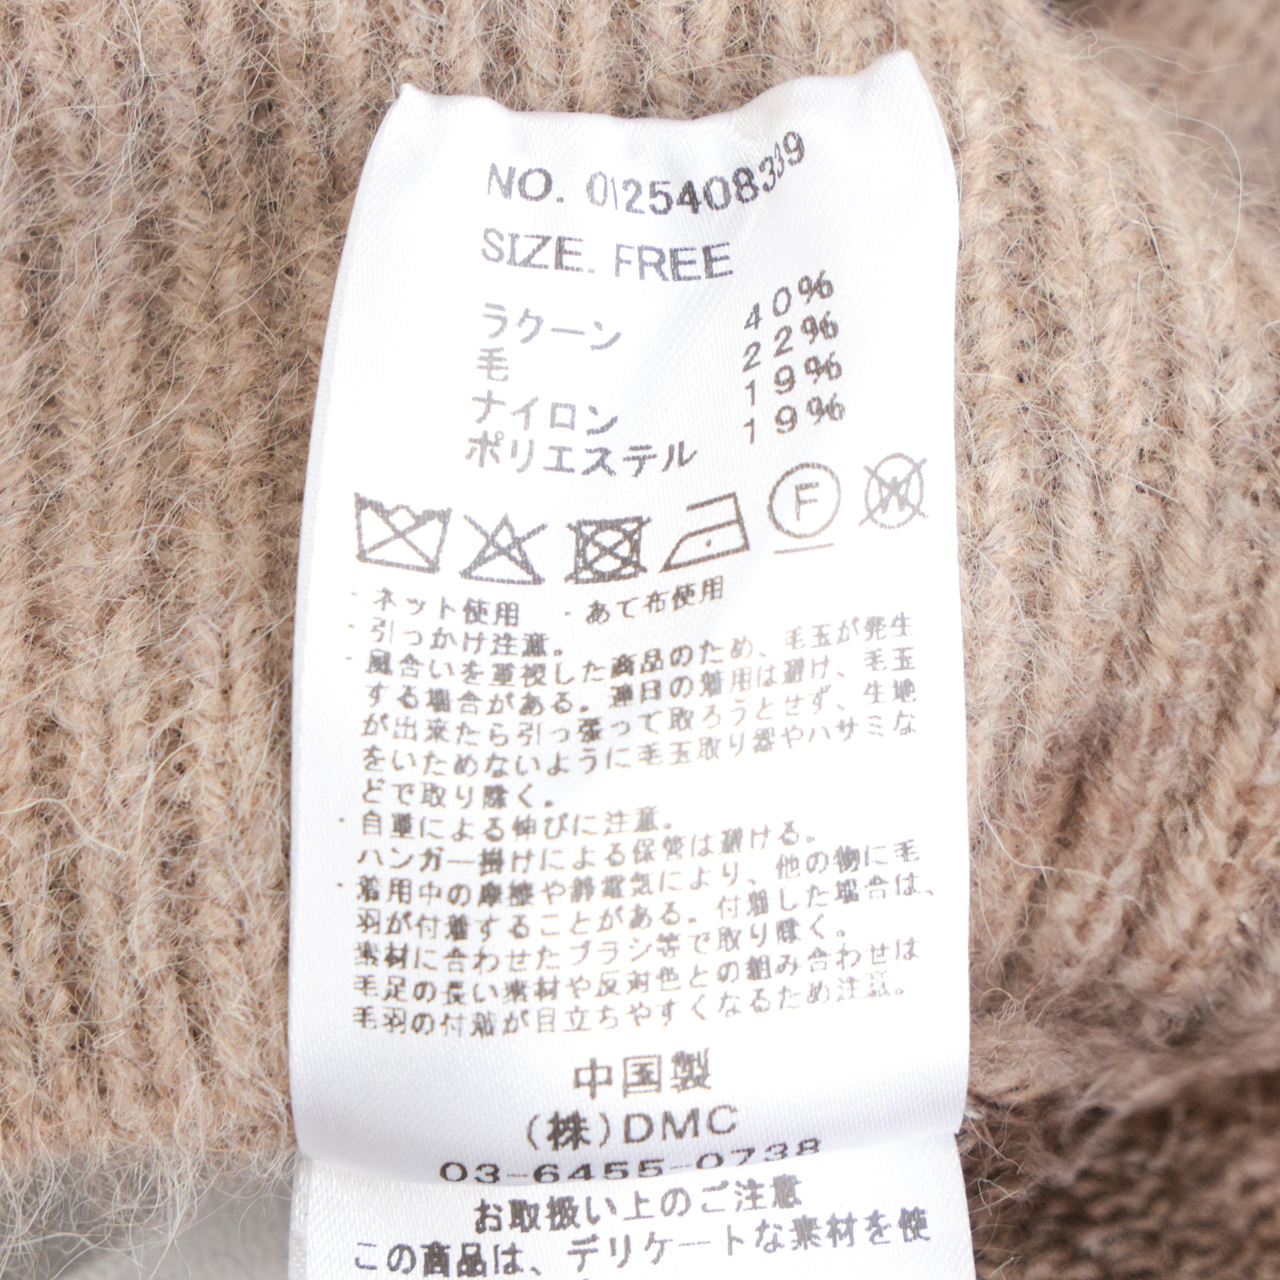 NO. 0125408339
SIZE. FREE
ラクーン 40%
毛 22%
ナイロン 19%
ポリエステル 19%
F
W
・ネット使用 ・あて布使用
・引っかけ注意。
・風合いを重視した商品のため、毛玉が発生
する場合がある。連日の着用は避け、毛玉
が出来たら引っ張って取ろうとせず、生地
をいためないように毛玉取り器やハサミな
どで取り除く。
・自重による伸びに注意。
ハンガー掛けによる保管は避ける。
・着用中の摩擦や静電気により、他の物に毛
羽が付着することがある。付着した場合は、
素材に合わせたブラシ等で取り除く。
毛足の長い素材や反対色との組み合わせは
毛羽の付着が目立ちやすくなるため注意。
中国製
(株)DMC
03-6455-0738
お取扱い上のご注意
この商品は、デリケートな素材を使